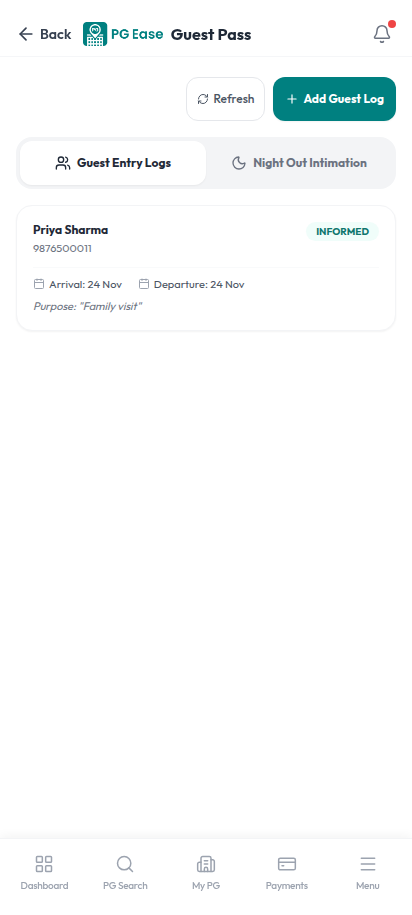 Back PG Ease Guest Pass
Refresh Add Guest Log
Guest Entry Logs Night Out Intimation
Priya Sharma INFORMED
9876500011
Arrival: 24 Nov Departure: 24 Nov
Purpose: "Family visit"
Dashboard PG Search My PG Payments Menu